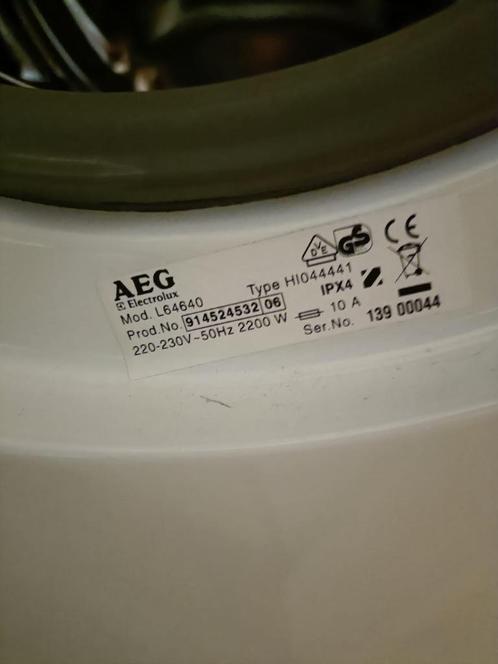 AEG
Electrolux
Mod. L64640 Type HI044441
Prod.No. 914524532 06 IPX4
220-230V~50Hz 2200 W 10 A
Ser.No. 139 00044
DVE GS CE